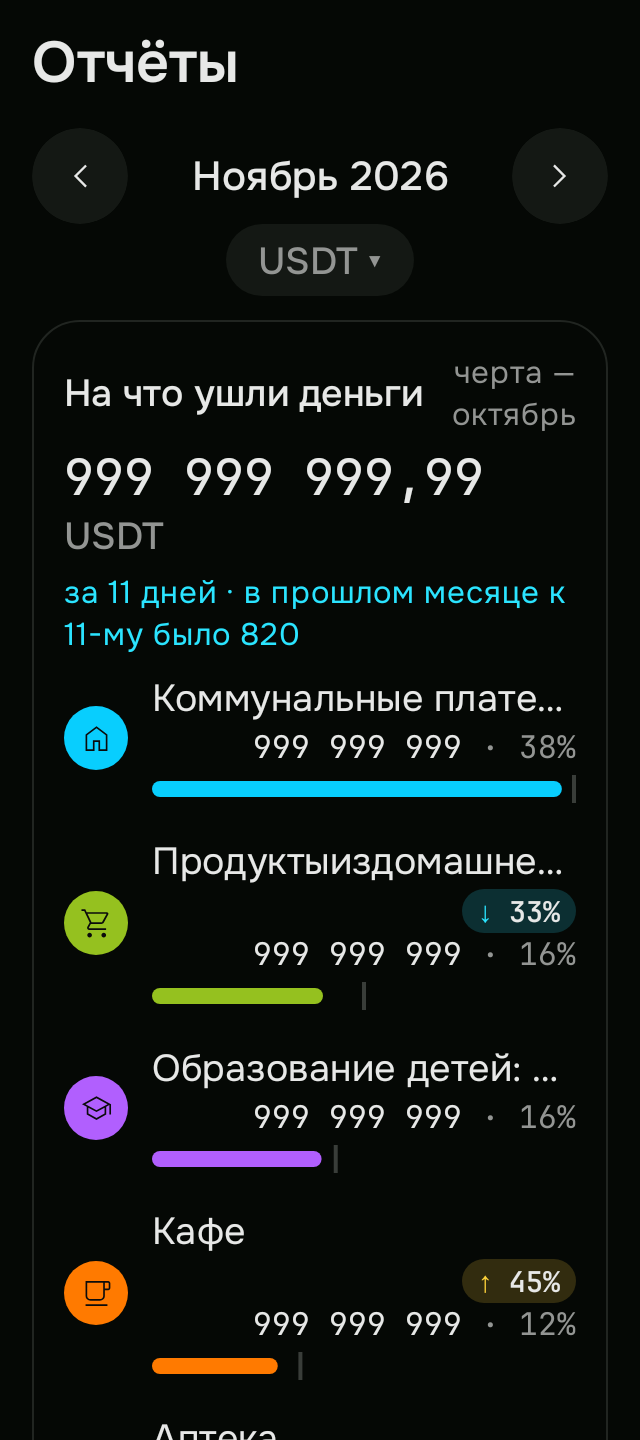 Отчёты
Ноябрь 2026
USDT ▾
На что ушли деньги
черта —
октябрь
999 999 999,99
USDT
за 11 дней · в прошлом месяце к
11-му было 820
Коммунальные плате...
999 999 999 · 38%
Продуктыиздомашне...
↓ 33%
999 999 999 · 16%
Образование детей: ...
999 999 999 · 16%
Кафе
↑ 45%
999 999 999 · 12%
Аптека